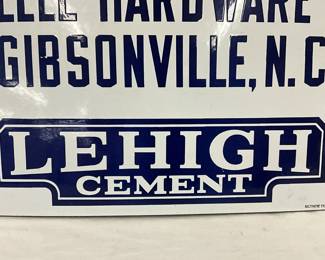 HARDWARE
GIBSONVILLE, N.C
LEHIGH
CEMENT